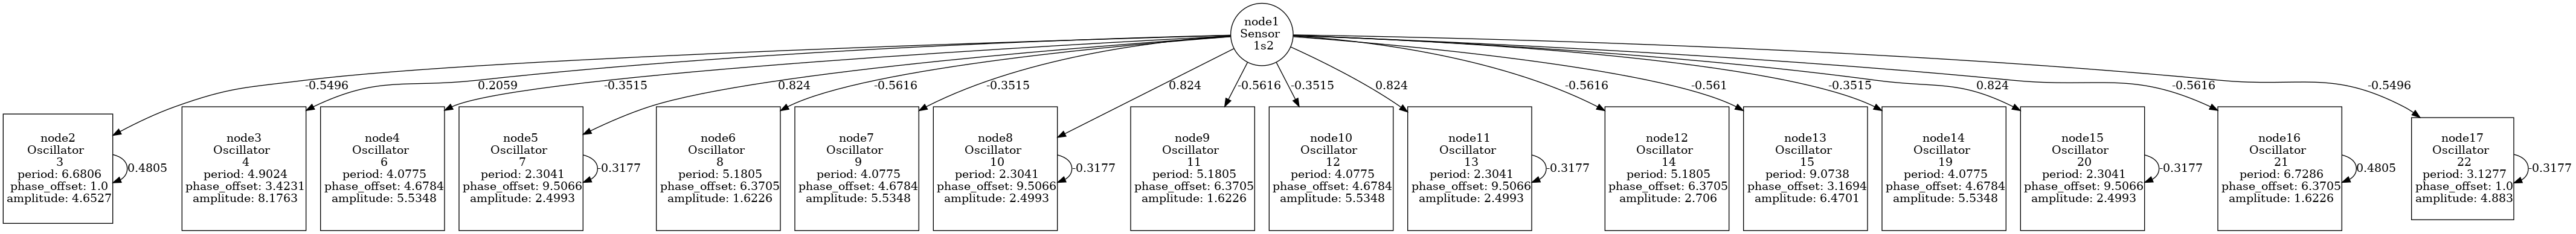 node1
Sensor
1s2
-0.5496
0.2059
-0.3515
0.824
-0.5616
-0.3515
0.824
-0.5616
-0.3515
0.824
-0.5616
-0.561
-0.3515
0.824
-0.5616
-0.5496
node2
Oscillator
3
period: 6.6806
phase_offset: 1.0
amplitude: 4.6527
0.4805
node3
Oscillator
4
period: 4.9024
phase_offset: 3.4231
amplitude: 8.1763
node4
Oscillator
6
period: 4.0775
phase_offset: 4.6784
amplitude: 5.5348
node5
Oscillator
7
period: 2.3041
phase_offset: 9.5066
amplitude: 2.4993
-0.3177
node6
Oscillator
8
period: 5.1805
phase_offset: 6.3705
amplitude: 1.6226
node7
Oscillator
9
period: 4.0775
phase_offset: 4.6784
amplitude: 5.5348
node8
Oscillator
10
period: 2.3041
phase_offset: 9.5066
amplitude: 2.4993
-0.3177
node9
Oscillator
11
period: 5.1805
phase_offset: 6.3705
amplitude: 1.6226
node10
Oscillator
12
period: 4.0775
phase_offset: 4.6784
amplitude: 5.5348
node11
Oscillator
13
period: 2.3041
phase_offset: 9.5066
amplitude: 2.4993
-0.3177
node12
Oscillator
14
period: 5.1805
phase_offset: 6.3705
amplitude: 2.706
node13
Oscillator
15
period: 9.0738
phase_offset: 3.1694
amplitude: 6.4701
node14
Oscillator
19
period: 4.0775
phase_offset: 4.6784
amplitude: 5.5348
node15
Oscillator
20
period: 2.3041
phase_offset: 9.5066
amplitude: 2.4993
-0.3177
node16
Oscillator
21
period: 6.7286
phase_offset: 6.3705
amplitude: 1.6226
0.4805
node17
Oscillator
22
period: 3.1277
phase_offset: 1.0
amplitude: 4.883
-0.3177